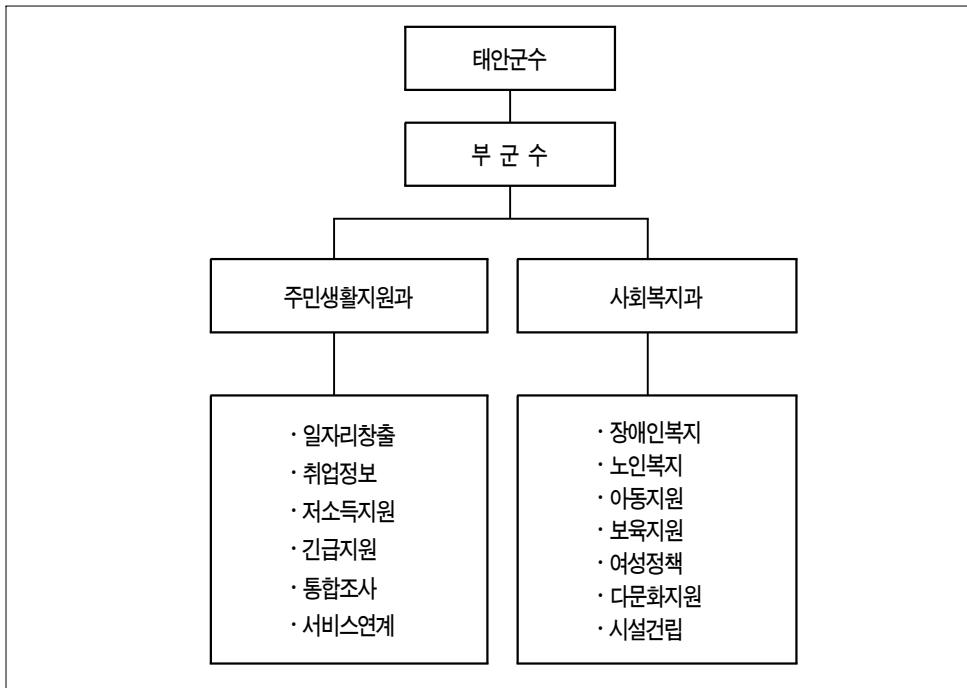 태안군수
부 군 수
주민생활지원과
사회복지과
· 일자리창출
· 취업정보
· 저소득지원
· 긴급지원
· 통합조사
· 서비스연계
· 장애인복지
· 노인복지
· 아동지원
· 보육지원
· 여성정책
· 다문화지원
· 시설건립